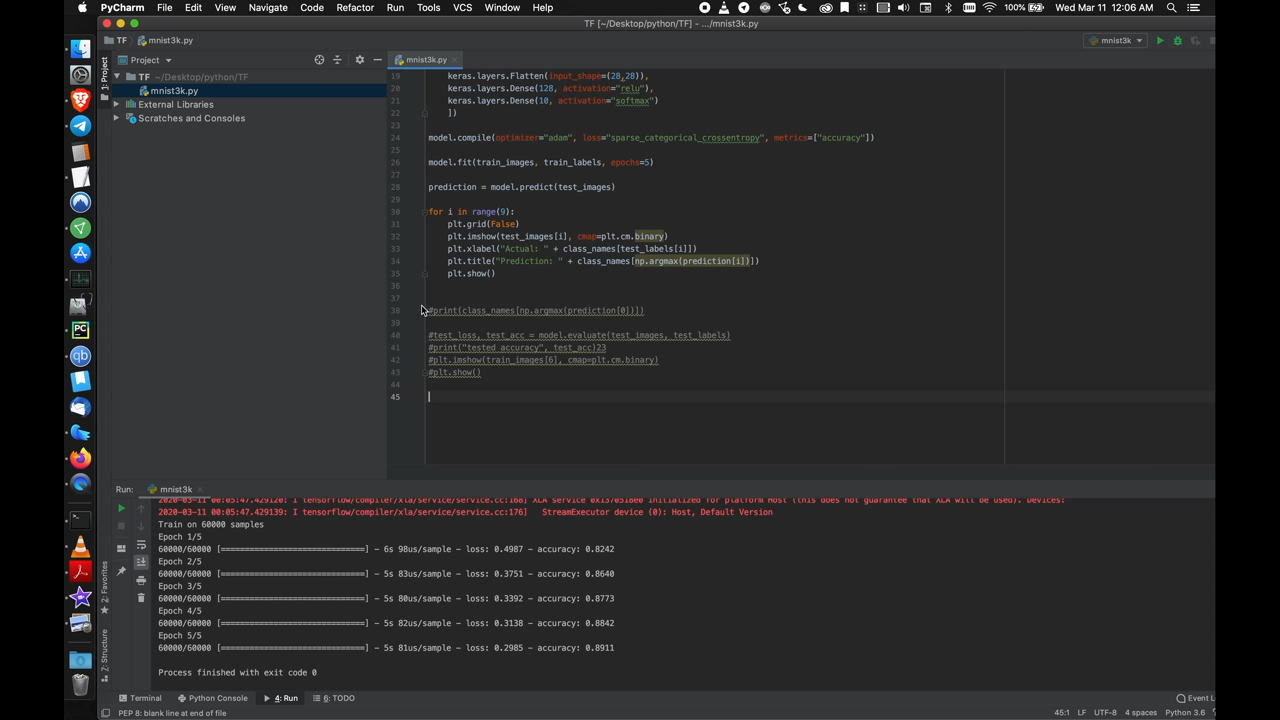 PyCharm File Edit View Navigate Code Refactor Run Tools VCS Window Help 100% Wed Mar 11 12:06 AM
TF [~/Desktop/python/TF] - .../mnist3k.py
TF mnist3k.py mnist3k
Project mnist3k.py
1: Project
TF ~/Desktop/python/TF
mnist3k.py
External Libraries
Scratches and Consoles
19 keras.layers.Flatten(input_shape=(28,28)),
20 keras.layers.Dense(128, activation="relu"),
21 keras.layers.Dense(10, activation="softmax")
22 ])
23
24 model.compile(optimizer="adam", loss="sparse_categorical_crossentropy", metrics=["accuracy"])
25
26 model.fit(train_images, train_labels, epochs=5)
27
28 prediction = model.predict(test_images)
29
30 for i in range(9):
31 plt.grid(False)
32 plt.imshow(test_images[i], cmap=plt.cm.binary)
33 plt.xlabel("Actual: " + class_names[test_labels[i]])
34 plt.title("Prediction: " + class_names[np.argmax(prediction[i])])
35 plt.show()
36
37
38 #print(class_names[np.argmax(prediction[0])])
39
40 #test_loss, test_acc = model.evaluate(test_images, test_labels)
41 #print("tested accuracy", test_acc)23
42 #plt.imshow(train_images[6], cmap=plt.cm.binary)
43 #plt.show()
44
45
Run: mnist3k
2020-03-11 00:05:47.429120: I tensorflow/compiler/xla/service/service.cc:168] XLA service 0x1370518e0 initialized for platform Host (this does not guarantee that XLA will be used). Devices:
2020-03-11 00:05:47.429139: I tensorflow/compiler/xla/service/service.cc:176] StreamExecutor device (0): Host, Default Version
Train on 60000 samples
Epoch 1/5
60000/60000 [==============================] - 6s 98us/sample - loss: 0.4987 - accuracy: 0.8242
Epoch 2/5
60000/60000 [==============================] - 5s 83us/sample - loss: 0.3751 - accuracy: 0.8640
Epoch 3/5
60000/60000 [==============================] - 5s 80us/sample - loss: 0.3392 - accuracy: 0.8773
Epoch 4/5
60000/60000 [==============================] - 5s 82us/sample - loss: 0.3138 - accuracy: 0.8842
Epoch 5/5
60000/60000 [==============================] - 5s 81us/sample - loss: 0.2985 - accuracy: 0.8911
Process finished with exit code 0
2: Favorites
7: Structure
Terminal Python Console 4: Run 6: TODO Event L
PEP 8: blank line at end of file 45:1 LF UTF-8 4 spaces Python 3.6